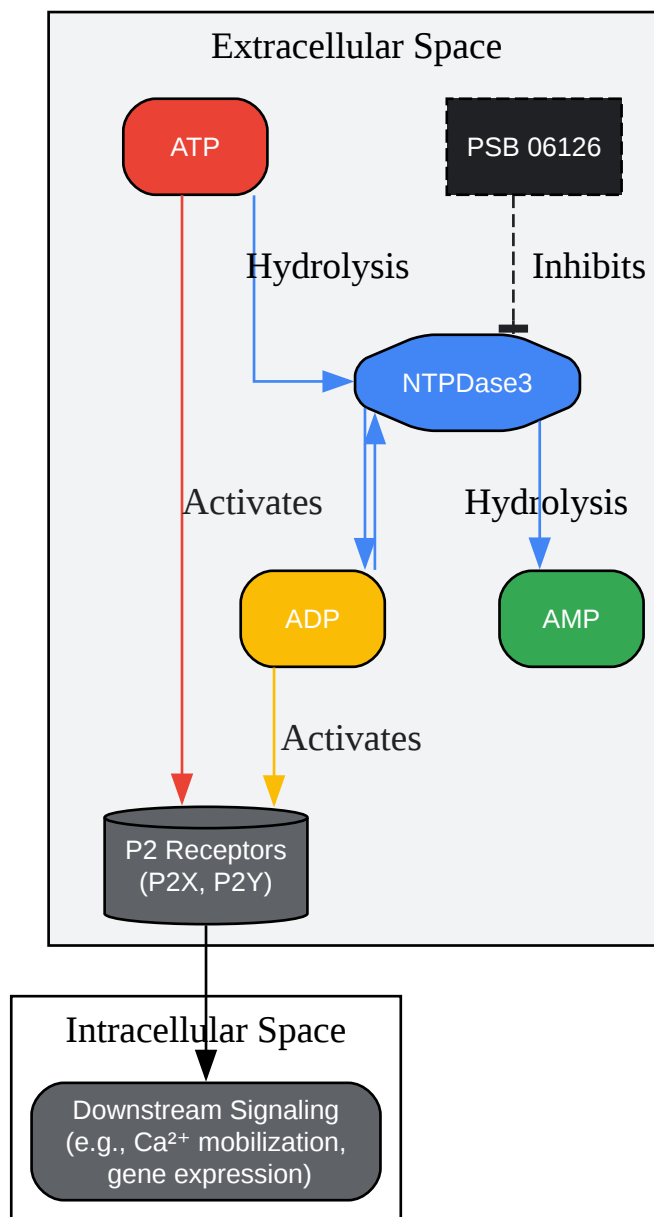 Extracellular Space
ATP
PSB 06126
Hydrolysis
Inhibits
NTPDase3
Activates
Hydrolysis
ADP
AMP
Activates
P2 Receptors
(P2X, P2Y)
Intracellular Space
Downstream Signaling
(e.g., Ca²⁺ mobilization,
gene expression)